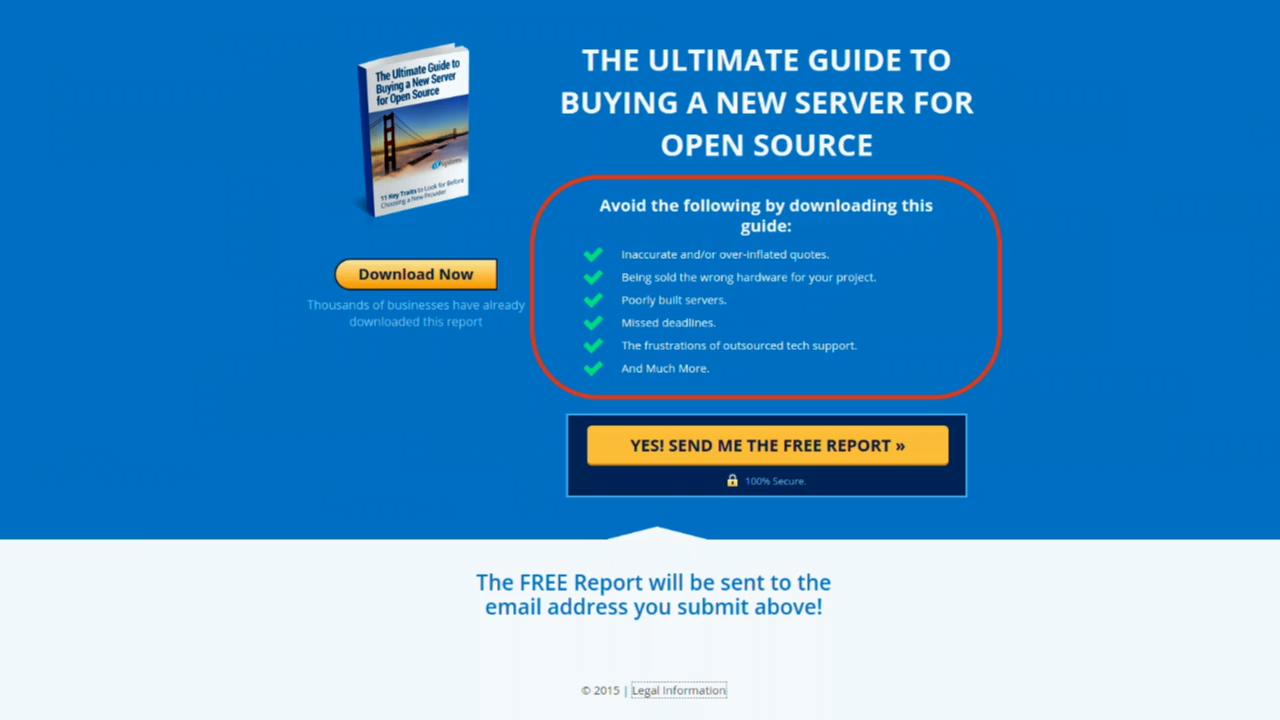 The Ultimate Guide to
Buying a New Server
for Open Source
systems
11 Key Traits to Look for Before
Choosing a New Provider
Download Now
Thousands of businesses have already
downloaded this report
THE ULTIMATE GUIDE TO
BUYING A NEW SERVER FOR
OPEN SOURCE
Avoid the following by downloading this
guide:
Inaccurate and/or over-inflated quotes.
Being sold the wrong hardware for your project.
Poorly built servers.
Missed deadlines.
The frustrations of outsourced tech support.
And Much More.
YES! SEND ME THE FREE REPORT »
100% Secure.
The FREE Report will be sent to the
email address you submit above!
© 2015 | Legal Information